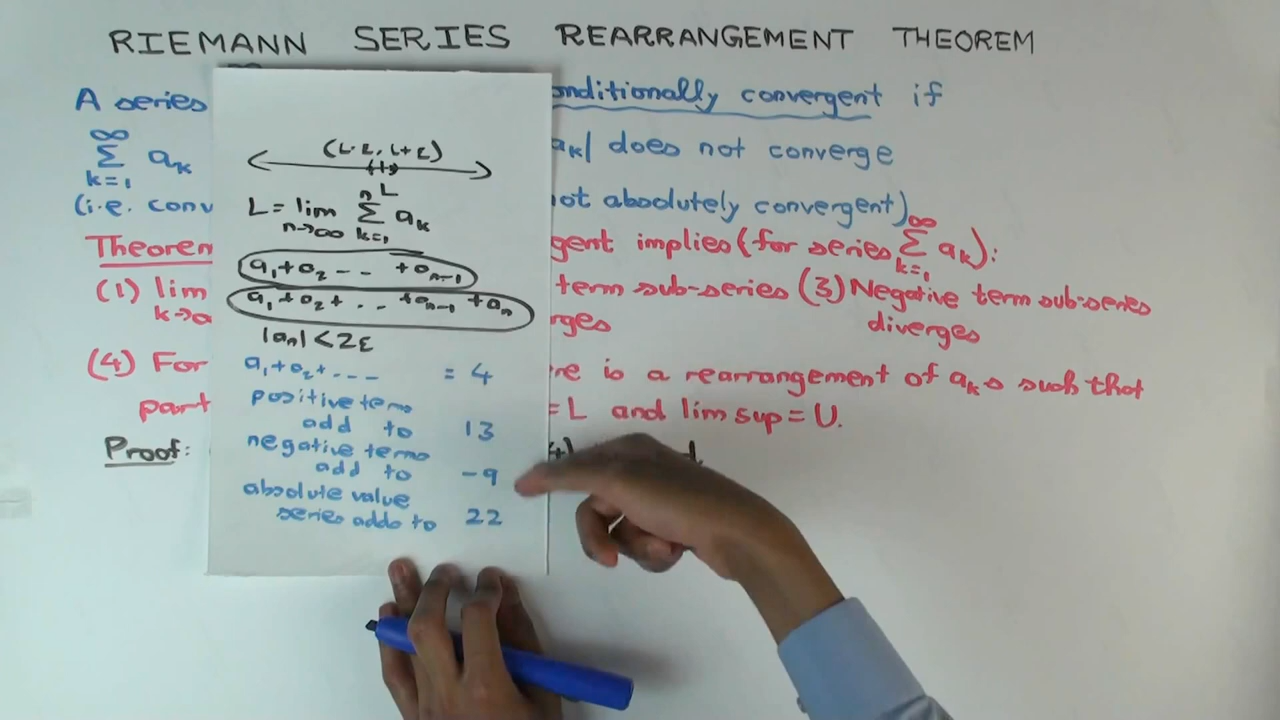 RIEMANN SERIES REARRANGEMENT THEOREM
A series onditionally convergent if
∞ Σ k=1 aₖ aₖ| does not converge
(i.e. conv not absolutely convergent)
Theorem gent implies (for series ∞ Σ k=1 aₖ):
(1) lim k→∞ term sub-series (3) Negative term sub-series
rges diverges
(4) For re is a rearrangement of aₖs such that
part =L and lim sup = U.
Proof:
(L-ε, L+ε)
L
L = lim n→∞ n Σ k=1 aₖ
a₁+a₂ - - - +aₙ₋₁
a₁+a₂+ . . - +aₙ₋₁ +aₙ
|aₙ| < 2ε
a₁+a₂+ - - - = 4
positive terms
add to 13
negative terms
add to -9
absolute value
series adds to 22